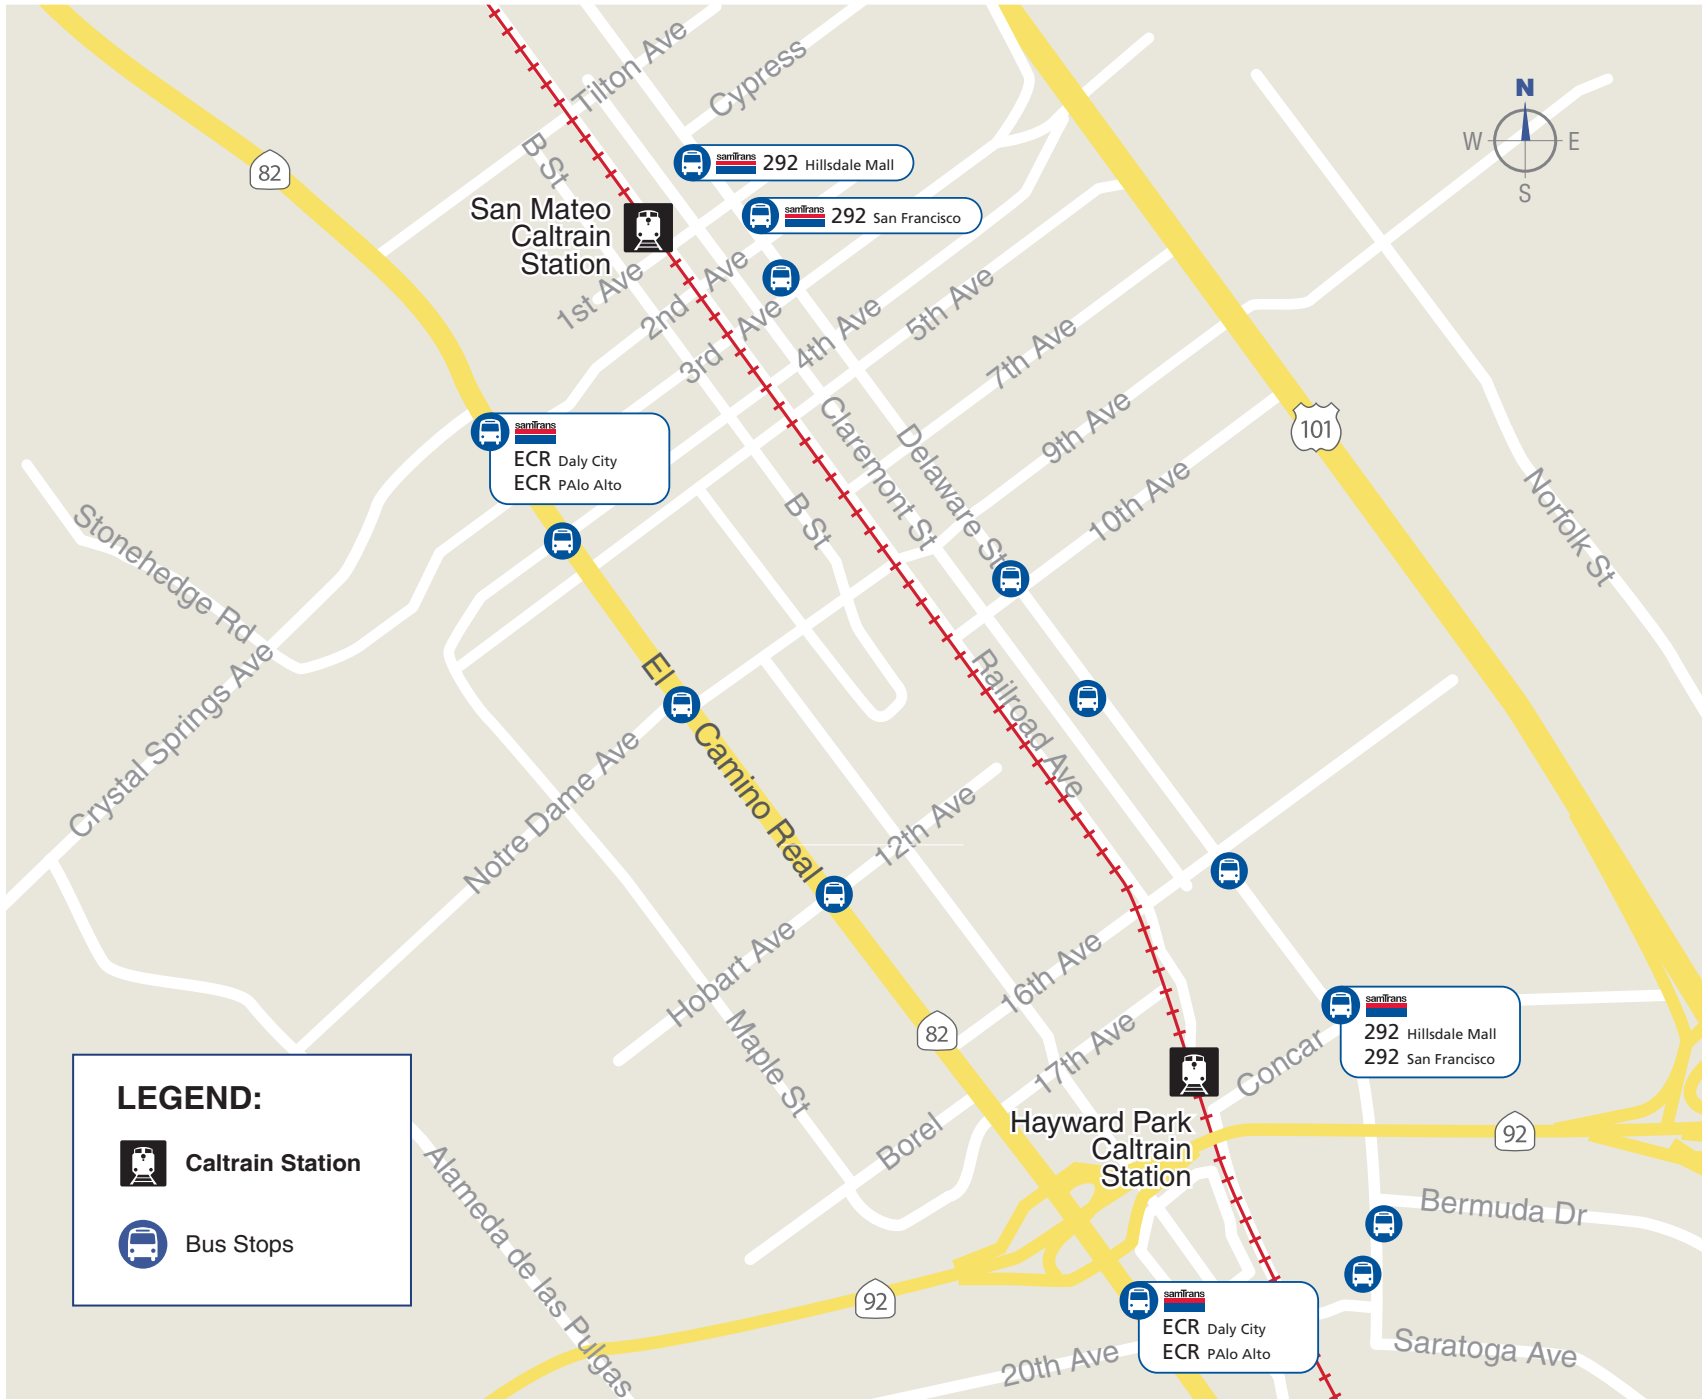 Tilton Ave
Cypress
B St
82
samTrans 292 Hillsdale Mall
samTrans 292 San Francisco
N
W
E
S
San Mateo
Caltrain
Station
1st Ave
2nd Ave
3rd Ave
4th Ave
5th Ave
7th Ave
9th Ave
10th Ave
Claremont St
Delaware St
B St
101
Norfolk St
samTrans
ECR Daly City
ECR PAlo Alto
Stonehedge Rd
Crystal Springs Ave
El Camino Real
Notre Dame Ave
Railroad Ave
12th Ave
Hobart Ave
Maple St
16th Ave
17th Ave
82
Borel
Concar
samTrans
292 Hillsdale Mall
292 San Francisco
Hayward Park
Caltrain
Station
92
LEGEND:
Caltrain Station
Bus Stops
Alameda de las Pulgas
Bermuda Dr
92
samTrans
ECR Daly City
ECR PAlo Alto
20th Ave
Saratoga Ave